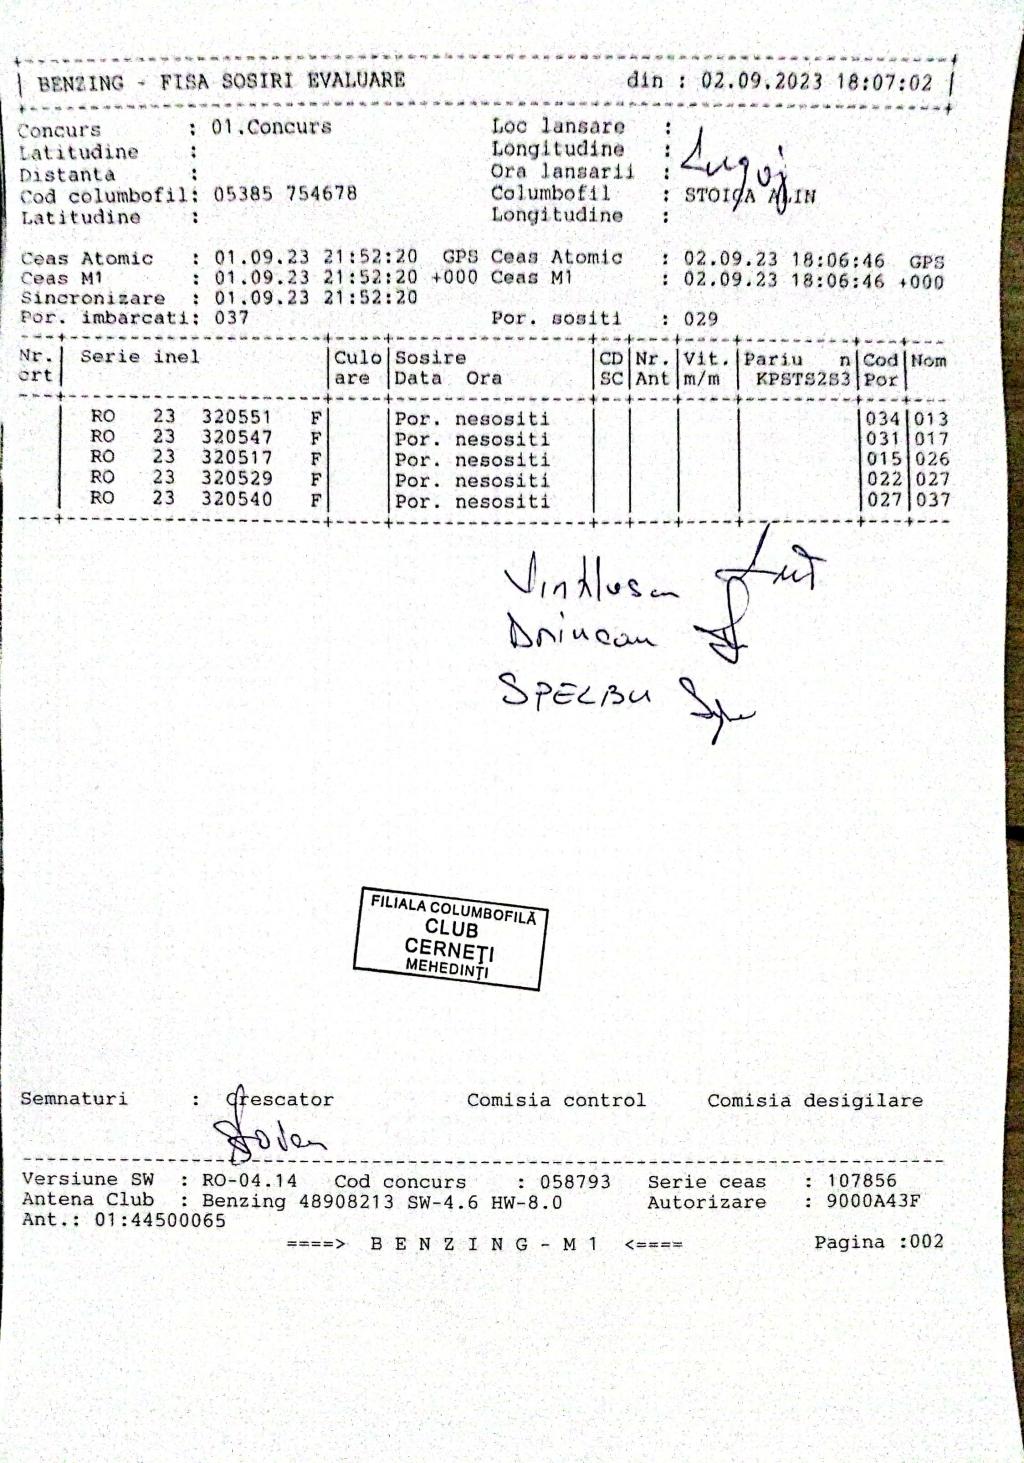 BENZING - FISA SOSIRI EVALUARE din : 02.09.2023 18:07:02
Concurs : 01.Concurs Loc lansare :
Latitudine : Longitudine : Lugoj
Distanta : Ora lansarii :
Cod columbofil: 05385 754678 Columbofil : STOICA ALIN
Latitudine : Longitudine :
Ceas Atomic : 01.09.23 21:52:20 GPS Ceas Atomic : 02.09.23 18:06:46 GPS
Ceas M1 : 01.09.23 21:52:20 +000 Ceas M1 : 02.09.23 18:06:46 +000
Sincronizare : 01.09.23 21:52:20
Por. imbarcati: 037 Por. sositi : 029
Nr. Serie inel Culo Sosire CD Nr. Vit. Pariu n Cod Nom
crt are Data Ora SC Ant m/m KPSTS2S3 Por
RO 23 320551 F Por. nesositi 034 013
RO 23 320547 F Por. nesositi 031 017
RO 23 320517 F Por. nesositi 015 026
RO 23 320529 F Por. nesositi 022 027
RO 23 320540 F Por. nesositi 027 037
SPELBU
FILIALA COLUMBOFILĂ
CLUB
CERNEȚI
MEHEDINȚI
Semnaturi : Crescator Comisia control Comisia desigilare
Versiune SW : RO-04.14 Cod concurs : 058793 Serie ceas : 107856
Antena Club : Benzing 48908213 SW-4.6 HW-8.0 Autorizare : 9000A43F
Ant.: 01:44500065
====> B E N Z I N G - M 1 <==== Pagina :002